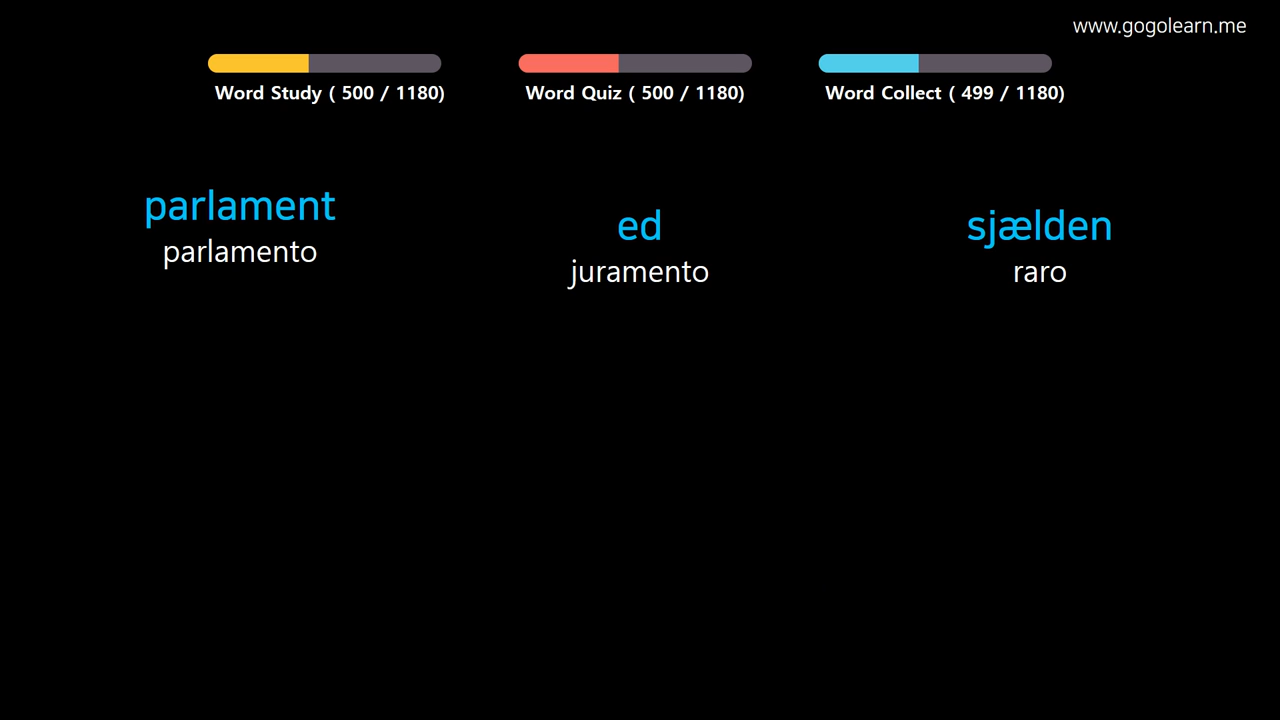 www.gogolearn.me
Word Study ( 500 / 1180)
Word Quiz ( 500 / 1180)
Word Collect ( 499 / 1180)
parlament
parlamento
ed
juramento
sjælden
raro